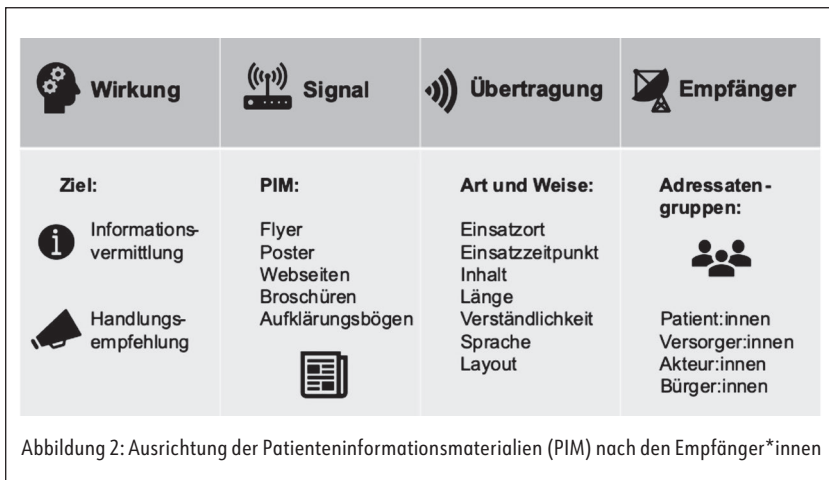 Wirkung
Signal
Übertragung
Empfänger
Ziel:
Informations-
vermittlung
Handlungs-
empfehlung
PIM:
Flyer
Poster
Webseiten
Broschüren
Aufklärungsbögen
Art und Weise:
Einsatzort
Einsatzzeitpunkt
Inhalt
Länge
Verständlichkeit
Sprache
Layout
Adressaten-
gruppen:
Patient:innen
Versorger:innen
Akteur:innen
Bürger:innen
Abbildung 2: Ausrichtung der Patienteninformationsmaterialien (PIM) nach den Empfänger*innen